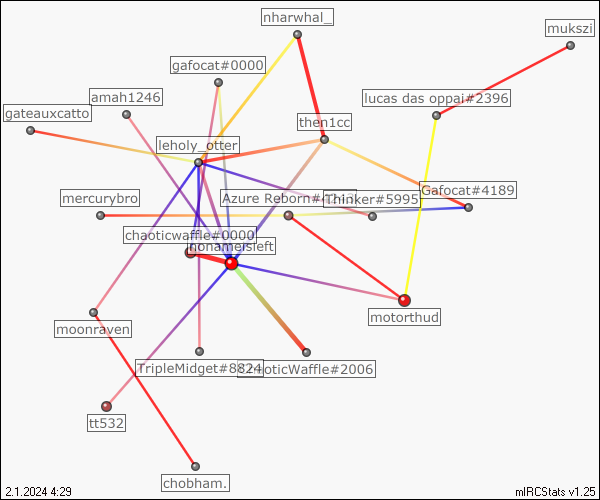 nharwhal_
mukszi
gafocat#0000
amah1246
lucas das oppai#2396
gateauxcatto
then1cc
leholy_otter
Gafocat#4189
mercurybro
Azure Reborn#
Thinker#5995
chaoticwaffle#0000
nonamersleft
motorthud
moonraven
TripleMidget#8824
ChaoticWaffle#2006
tt532
chobham.
2.1.2024 4:29
mIRCStats v1.25